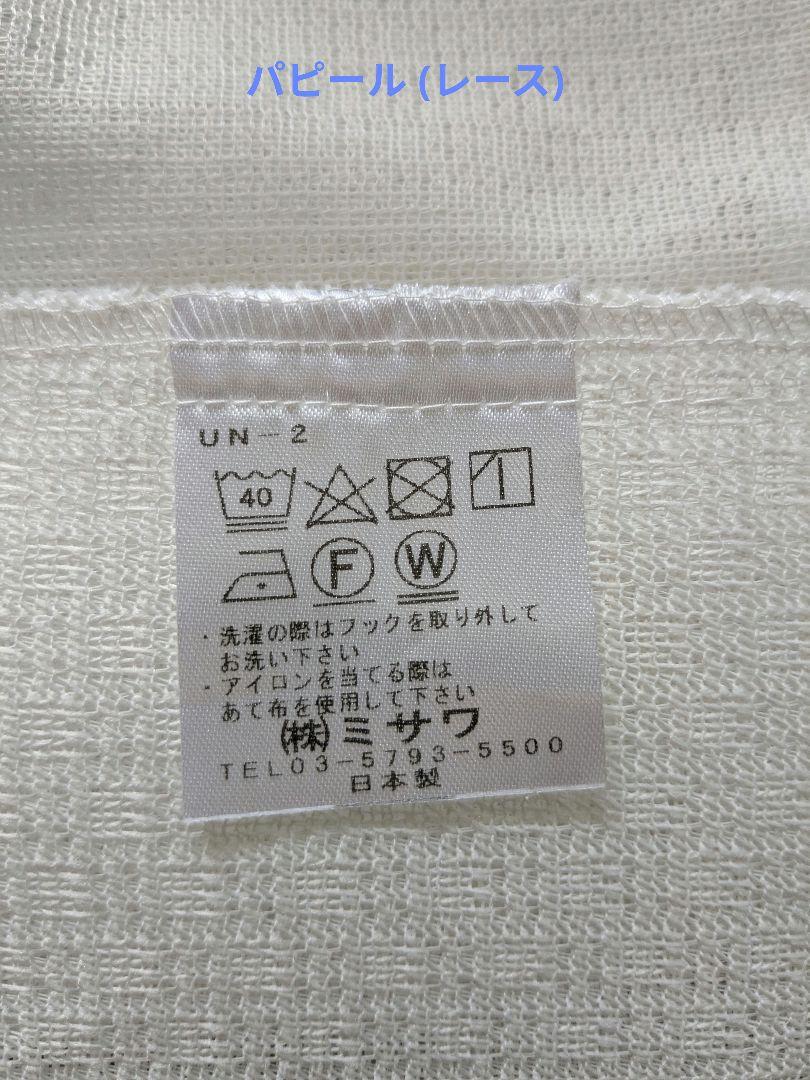 パピール (レース)
UN-2
40
F W
・洗濯の際はフックを取り外して
お洗い下さい
・アイロンを当てる際は
あて布を使用して下さい
㈱ミサワ
TEL03-5793-5500
日本製